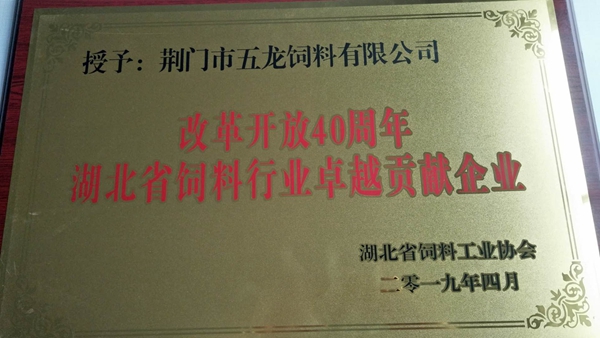 授予：荆门市五龙饲料有限公司
改革开放40周年
湖北省饲料行业卓越贡献企业
湖北省饲料工业协会
二零一九年四月